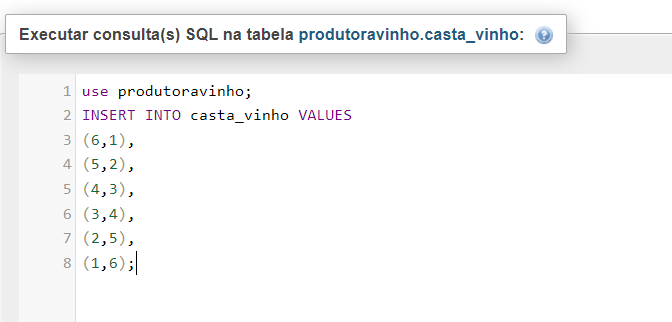 Executar consulta(s) SQL na tabela produtoravinho.casta_vinho:
1 use produtoravinho;
2 INSERT INTO casta_vinho VALUES
3 (6,1),
4 (5,2),
5 (4,3),
6 (3,4),
7 (2,5),
8 (1,6);